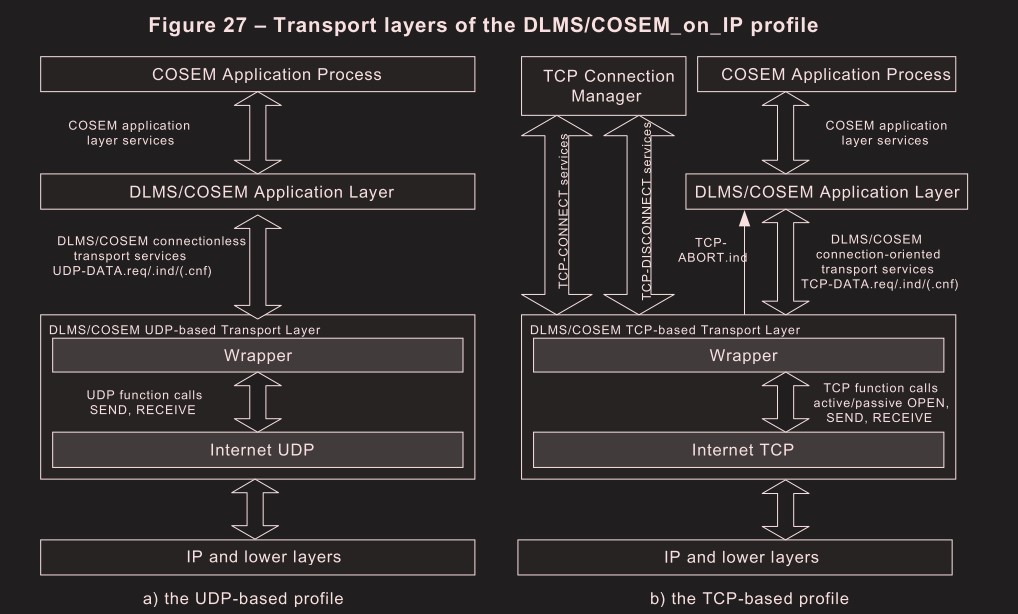 Figure 27 – Transport layers of the DLMS/COSEM_on_IP profile
COSEM Application Process
COSEM application
layer services
DLMS/COSEM Application Layer
DLMS/COSEM connectionless
transport services
UDP-DATA.req/.ind/(.cnf)
DLMS/COSEM UDP-based Transport Layer
Wrapper
UDP function calls
SEND, RECEIVE
Internet UDP
IP and lower layers
a) the UDP-based profile
TCP Connection
Manager
COSEM Application Process
TCP-CONNECT services
TCP-DISCONNECT services
COSEM application
layer services
DLMS/COSEM Application Layer
TCP-
ABORT.ind
DLMS/COSEM
connection-oriented
transport services
TCP-DATA.req/.ind/(.cnf)
DLMS/COSEM TCP-based Transport Layer
Wrapper
TCP function calls
active/passive OPEN,
SEND, RECEIVE
Internet TCP
IP and lower layers
b) the TCP-based profile